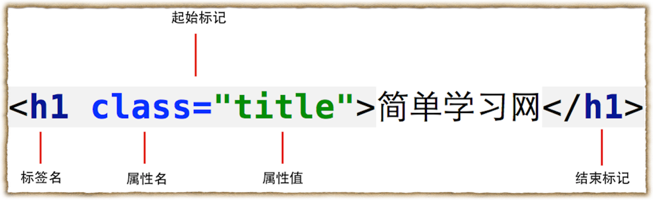 起始标记
<h1 class="title">简单学习网</h1>
标签名 属性名 属性值 结束标记